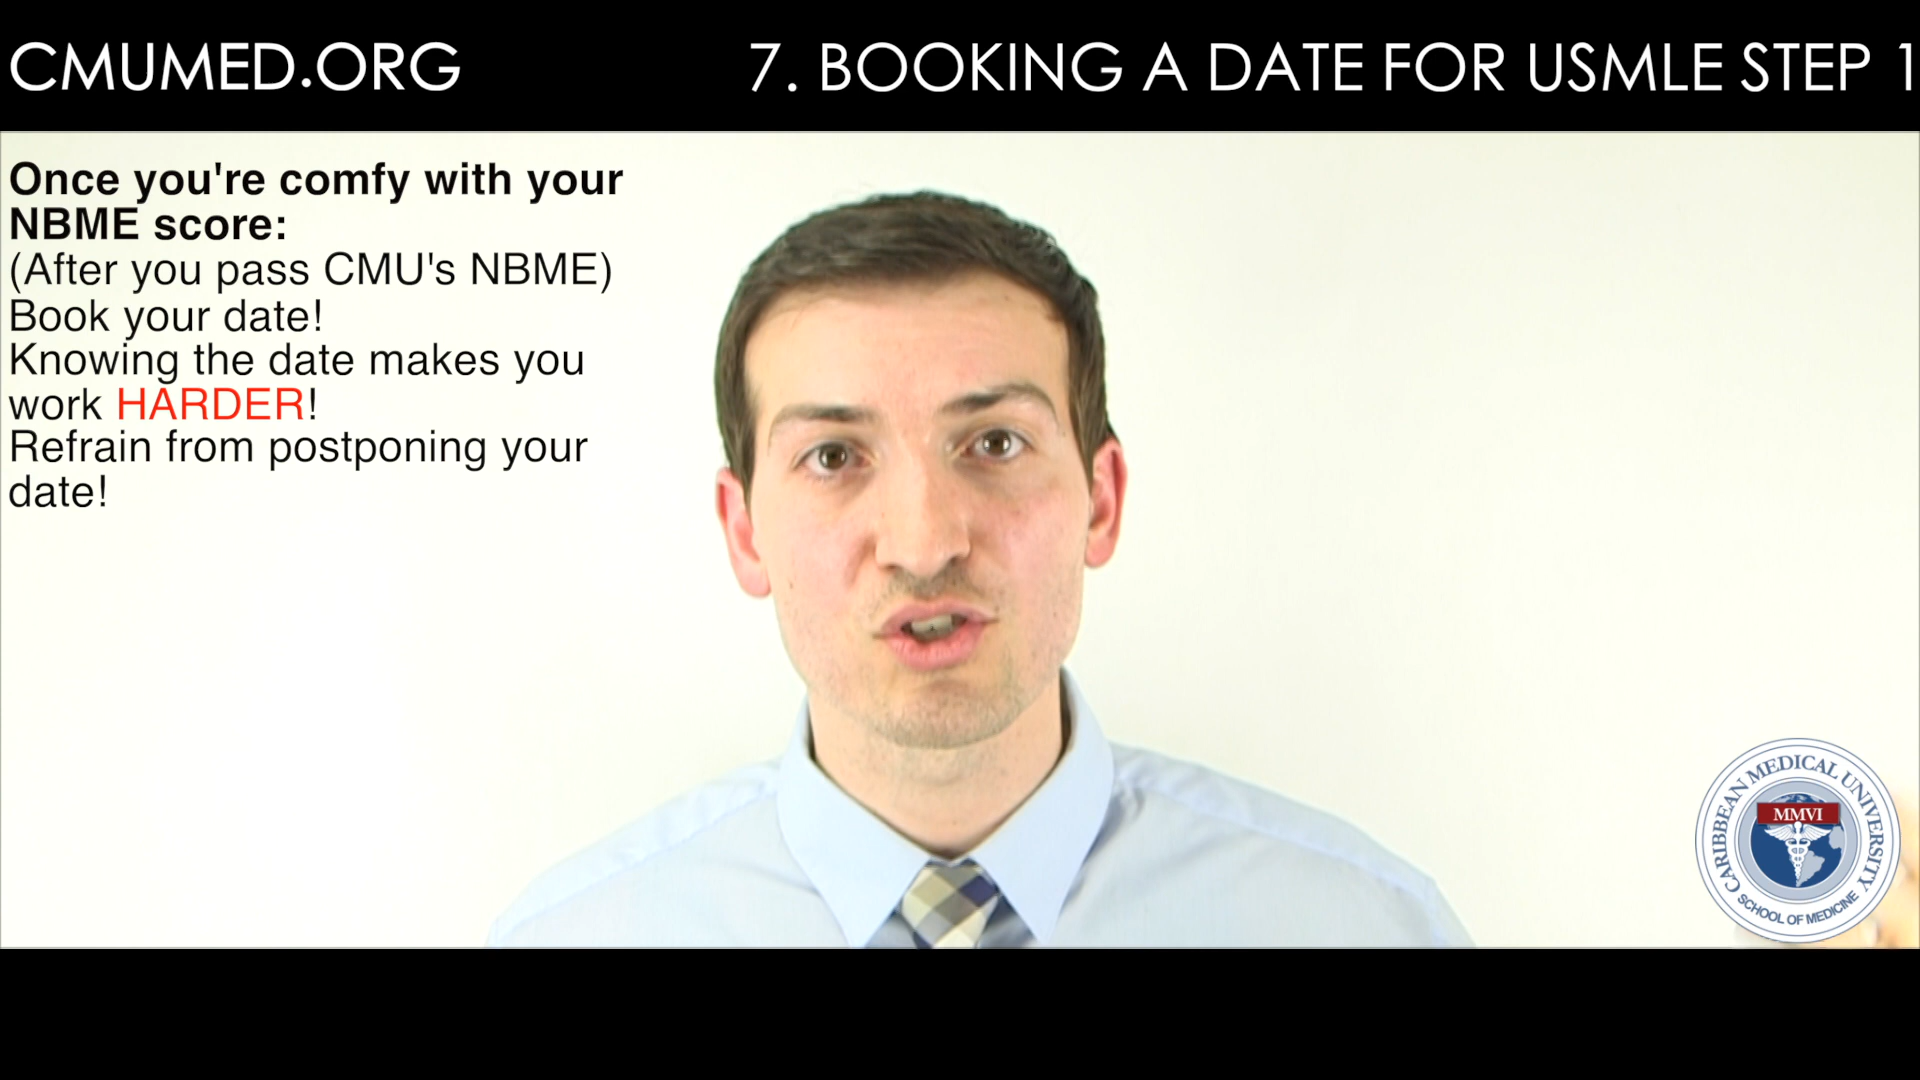 CMUMED.ORG
7. BOOKING A DATE FOR USMLE STEP 1
Once you're comfy with your
NBME score:
(After you pass CMU's NBME)
Book your date!
Knowing the date makes you
work HARDER!
Refrain from postponing your
date!
CARIBBEAN MEDICAL UNIVERSITY
MMVI
SCHOOL OF MEDICINE